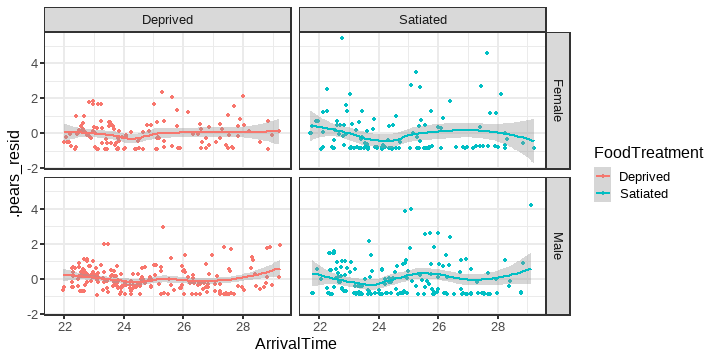 Deprived
Satiated
4
2
0
-2
Female
4
2
0
-2
Male
22
24
26
28
22
24
26
28
ArrivalTime
.pears_resid
FoodTreatment
Deprived
Satiated